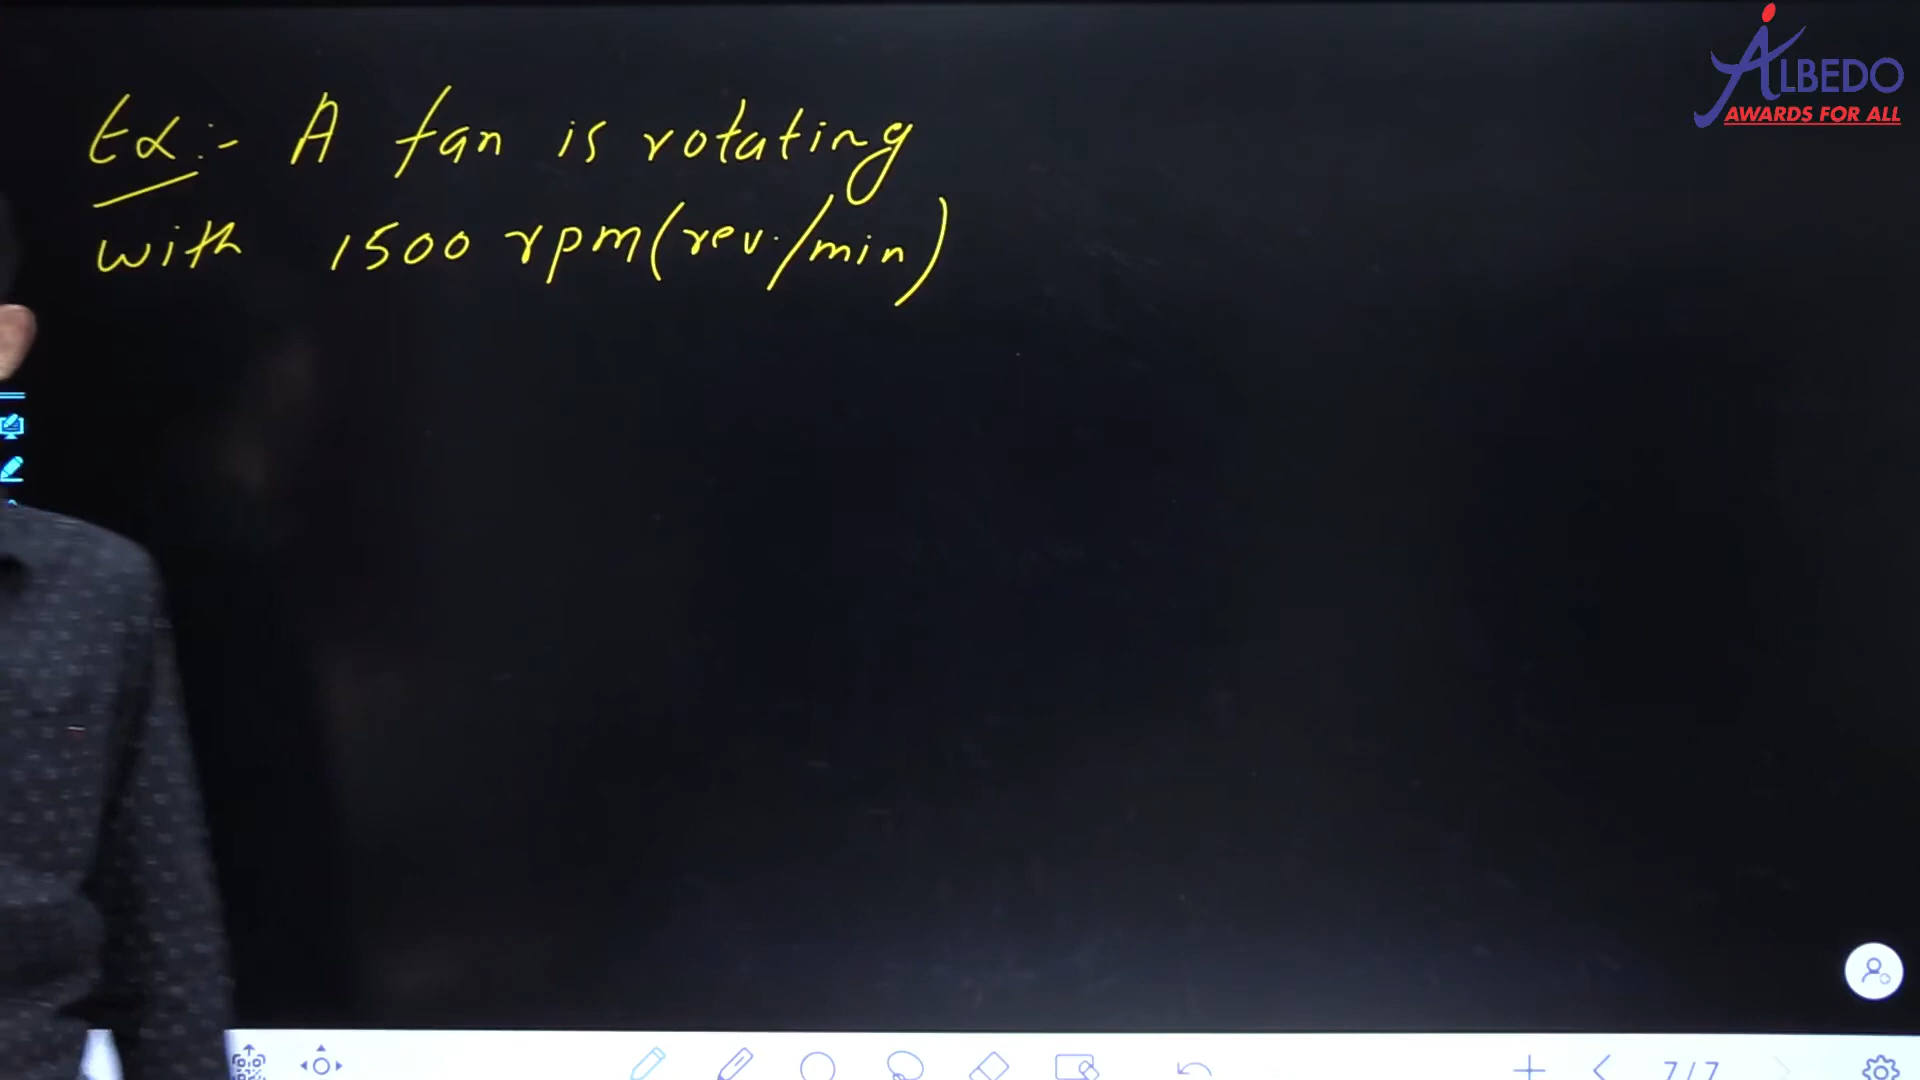 ALBEDO
AWARDS FOR ALL
Ex:- A fan is rotating
with 1500 rpm(rev./min)
7/7